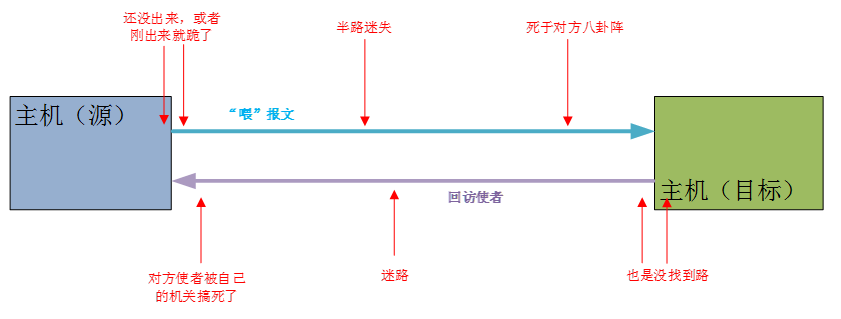 还没出来，或者
刚出来就跪了
半路迷失
死于对方八卦阵
主机（源）
“喂”报文
主机（目标）
回访使者
对方使者被自己
的机关搞死了
迷路
也是没找到路